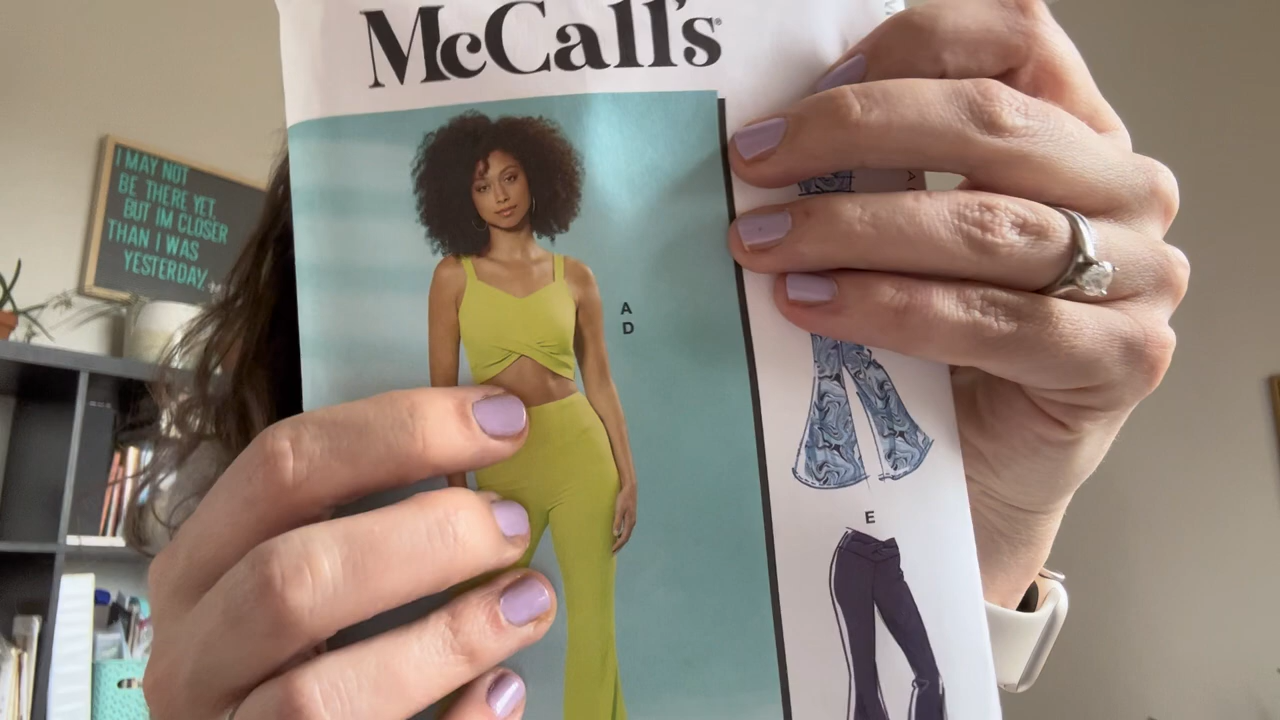 McCall's®
I MAY NOT
BE THERE YET,
BUT IM CLOSER
THAN I WAS
YESTERDAY.
A
D
A C
E